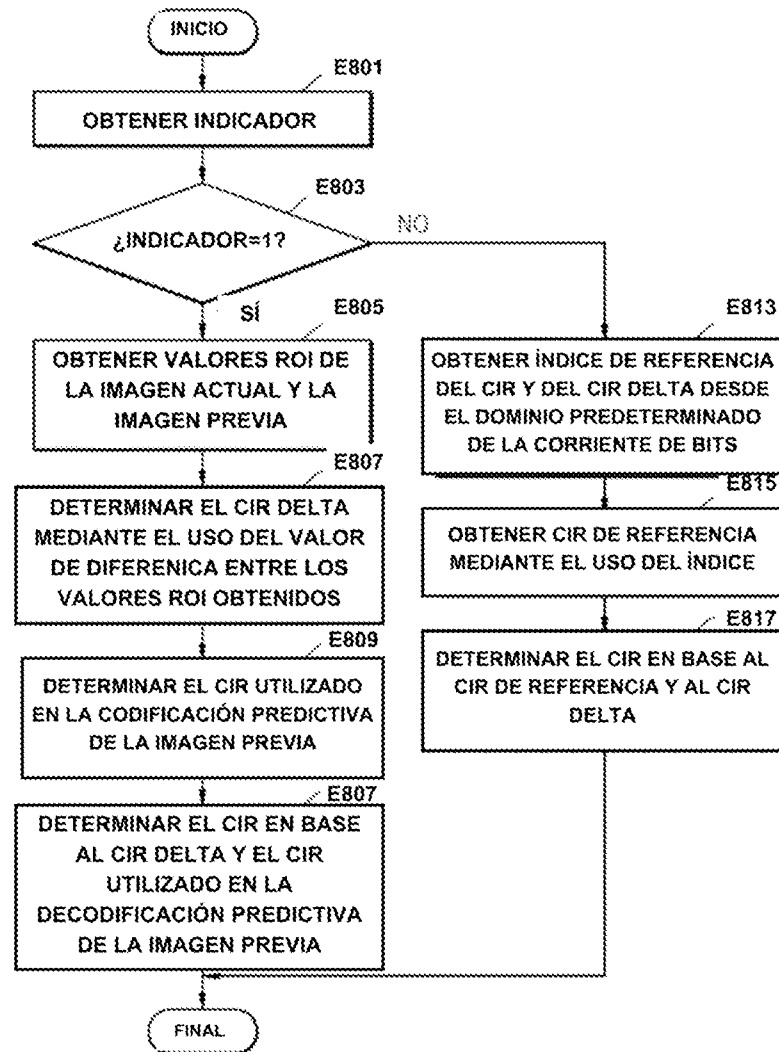 INICIO
E801
OBTENER INDICADOR
E803
¿INDICADOR=1?
NO
SÍ
E805
OBTENER VALORES ROI DE
LA IMAGEN ACTUAL Y LA
IMAGEN PREVIA
E807
DETERMINAR EL CIR DELTA
MEDIANTE EL USO DEL VALOR
DE DIFERENICA ENTRE LOS
VALORES ROI OBTENIDOS
E809
DETERMINAR EL CIR UTILIZADO
EN LA CODIFICACIÓN PREDICTIVA
DE LA IMAGEN PREVIA
E807
DETERMINAR EL CIR EN BASE
AL CIR DELTA Y EL CIR
UTILIZADO EN LA
DECODIFICACIÓN PREDICTIVA
DE LA IMAGEN PREVIA
E813
OBTENER ÍNDICE DE REFERENCIA
DEL CIR Y DEL CIR DELTA DESDE
EL DOMINIO PREDETERMINADO
DE LA CORRIENTE DE BITS
E815
OBTENER CIR DE REFERENCIA
MEDIANTE EL USO DEL ÍNDICE
E817
DETERMINAR EL CIR EN BASE AL
CIR DE REFERENCIA Y AL CIR
DELTA
FINAL